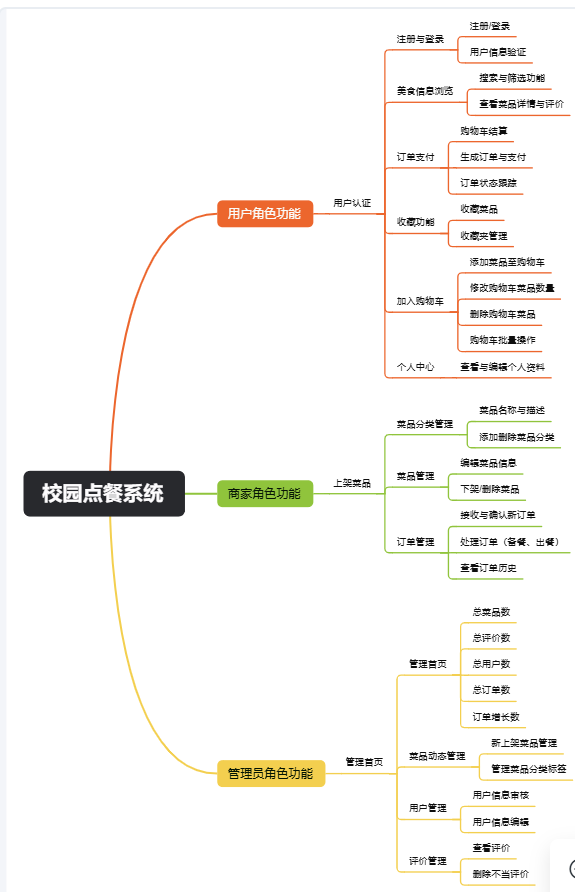 校园点餐系统
用户角色功能
用户认证
注册与登录
注册/登录
用户信息验证
美食信息浏览
搜索与筛选功能
查看菜品详情与评价
订单支付
购物车结算
生成订单与支付
订单状态跟踪
收藏功能
收藏菜品
收藏夹管理
加入购物车
添加菜品至购物车
修改购物车菜品数量
删除购物车菜品
购物车批量操作
个人中心
查看与编辑个人资料
商家角色功能
上架菜品
菜品分类管理
菜品名称与描述
添加删除菜品分类
菜品管理
编辑菜品信息
下架/删除菜品
订单管理
接收与确认新订单
处理订单（备餐、出餐）
查看订单历史
管理员角色功能
管理首页
管理首页
总菜品数
总评价数
总用户数
总订单数
订单增长数
菜品动态管理
新上架菜品管理
管理菜品分类标签
用户管理
用户信息审核
用户信息编辑
评价管理
查看评价
删除不当评价